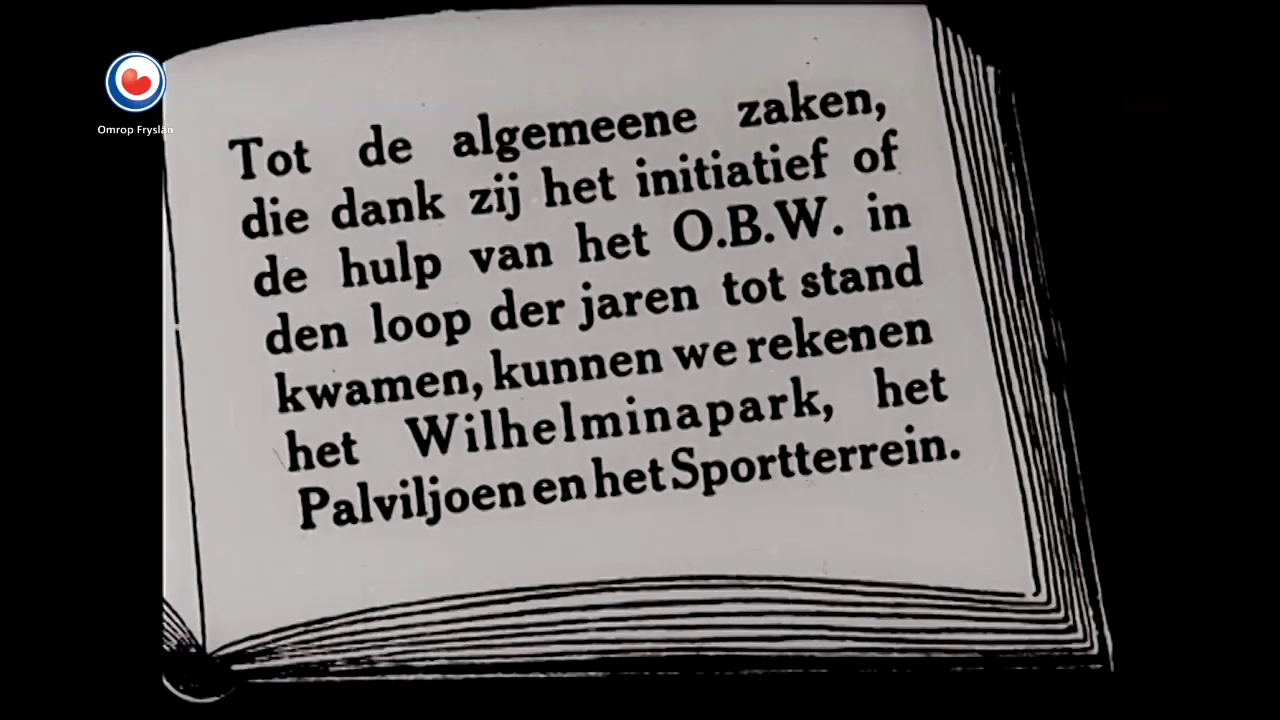 Omrop Fryslân
Tot de algemeene zaken,
die dank zij het initiatief of
de hulp van het O.B.W. in
den loop der jaren tot stand
kwamen, kunnen we rekenen
het Wilhelminapark, het
Palviljoen en het Sportterrein.